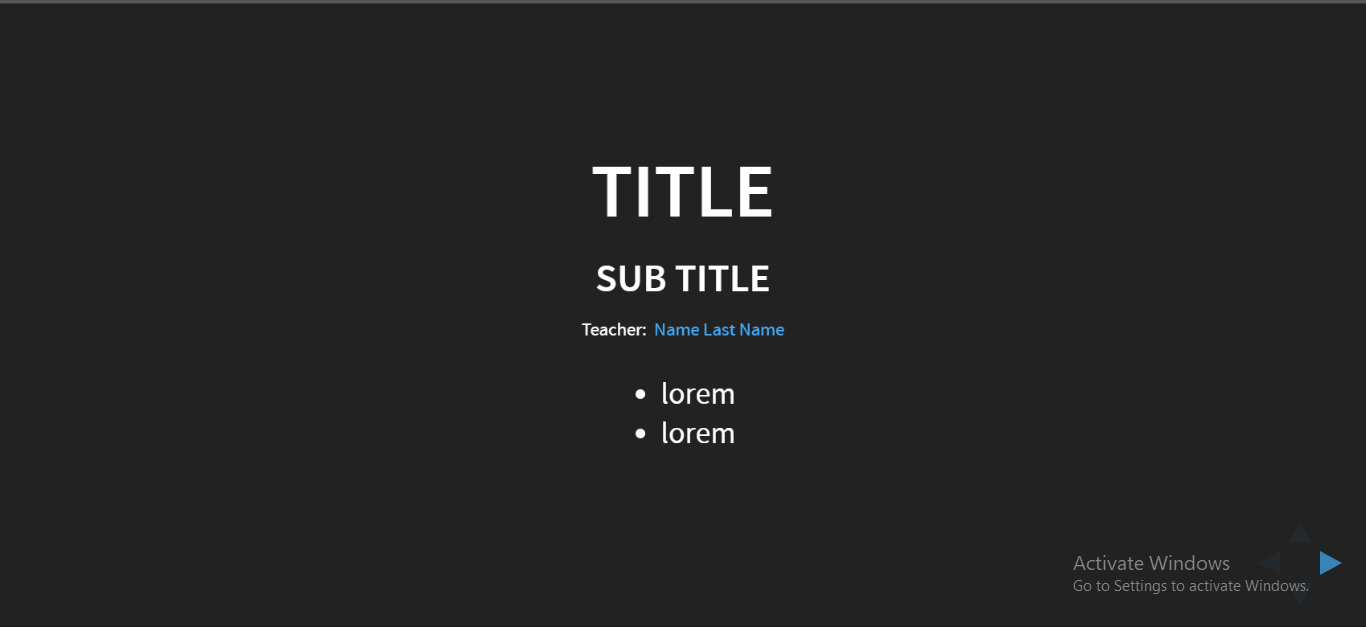 TITLE
SUB TITLE
Teacher: Name Last Name
• lorem
• lorem
Activate Windows
Go to Settings to activate Windows.